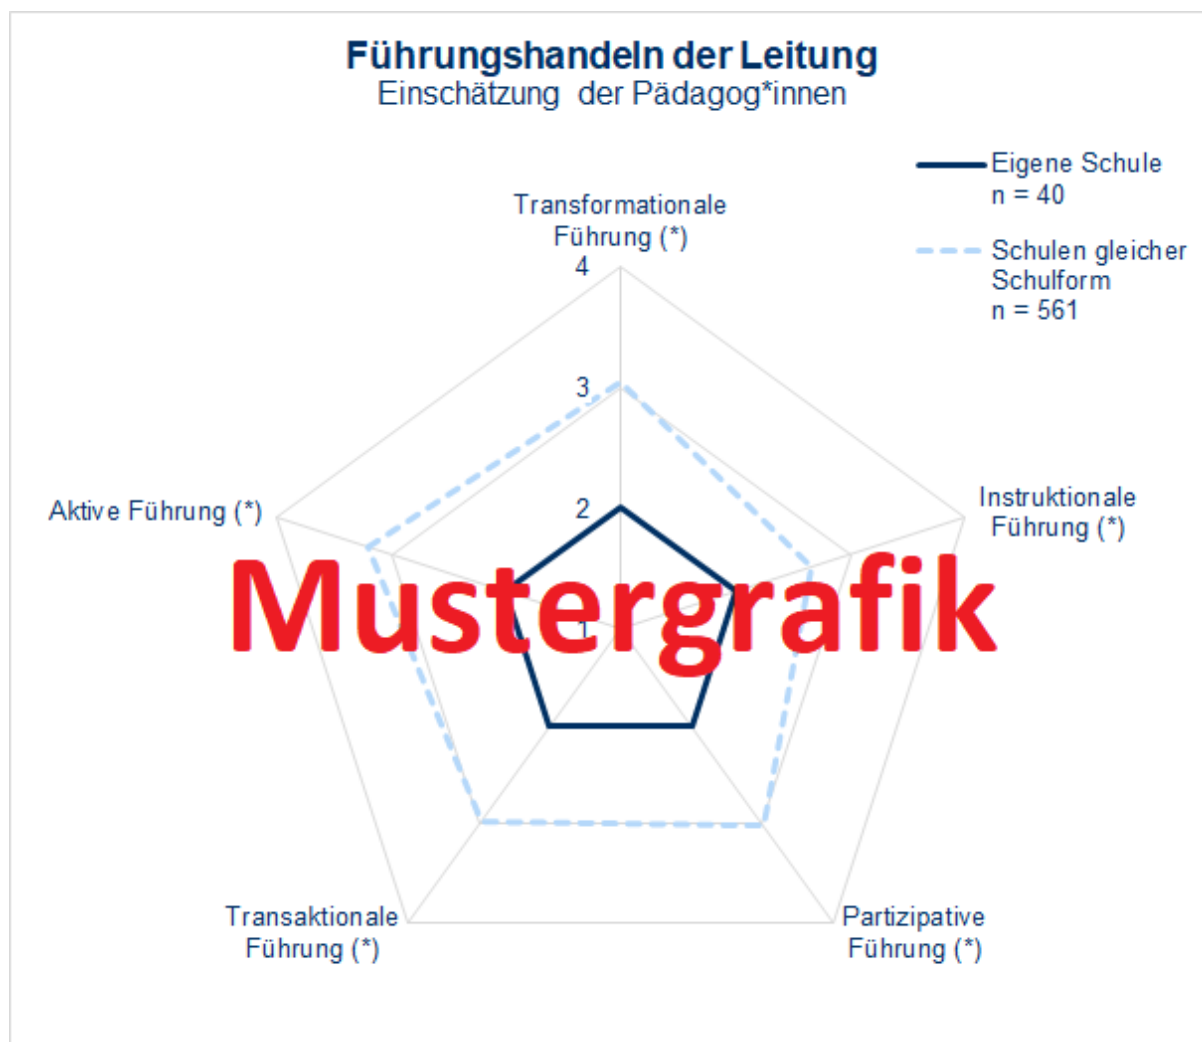 Führungshandeln der Leitung
Einschätzung der Pädagog*innen
Eigene Schule
n = 40
Schulen gleicher
Schulform
n = 561
Transformationale
Führung (*)
4
3
2
1
Instruktionale
Führung (*)
Aktive Führung (*)
Mustergrafik
Transaktionale
Führung (*)
Partizipative
Führung (*)